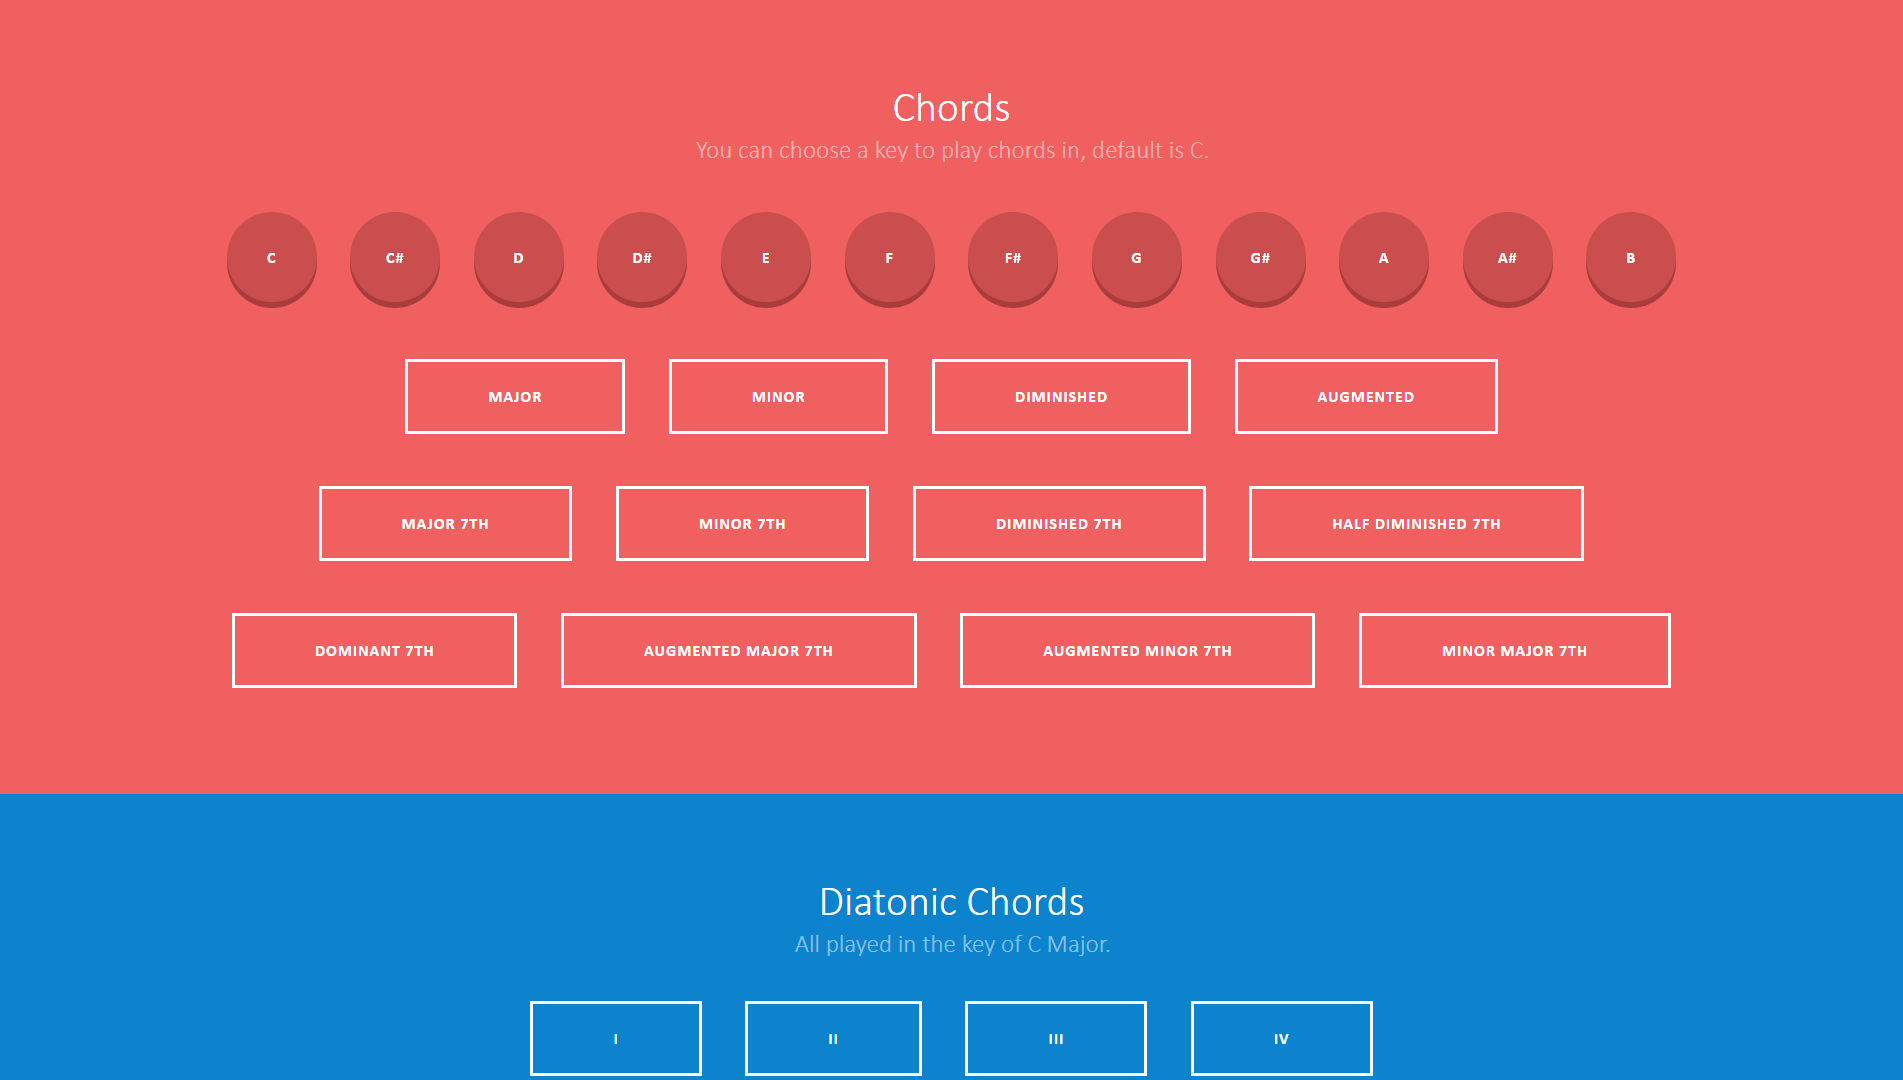 Chords
You can choose a key to play chords in, default is C.
C C# D D# E F F# G G# A A# B
MAJOR MINOR DIMINISHED AUGMENTED
MAJOR 7TH MINOR 7TH DIMINISHED 7TH HALF DIMINISHED 7TH
DOMINANT 7TH AUGMENTED MAJOR 7TH AUGMENTED MINOR 7TH MINOR MAJOR 7TH
Diatonic Chords
All played in the key of C Major.
I II III IV